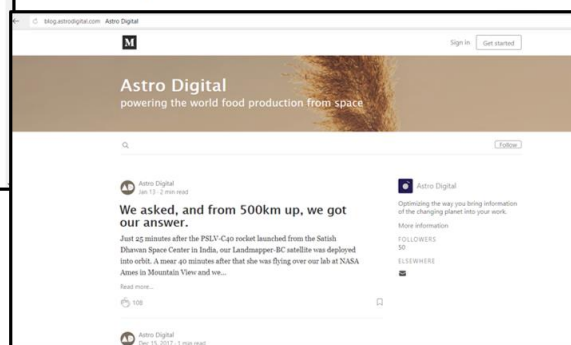 blog.astrodigital.com Astro Digital
M
Sign in Get started
Astro Digital
powering the world food production from space
Follow
AD Astro Digital
Jan 13 · 2 min read
We asked, and from 500km up, we got
our answer.
Just 25 minutes after the PSLV-C40 rocket launched from the Satish
Dhawan Space Center in India, our Landmapper-BC satellite was deployed
into orbit. A mear 40 minutes after that she was flying over our lab at NASA
Ames in Mountain View and we...
Read more...
Astro Digital
Optimizing the way you bring information
of the changing planet into your work.
More information
FOLLOWERS
50
ELSEWHERE
AD Astro Digital
Dec 15, 2017 · 1 min read